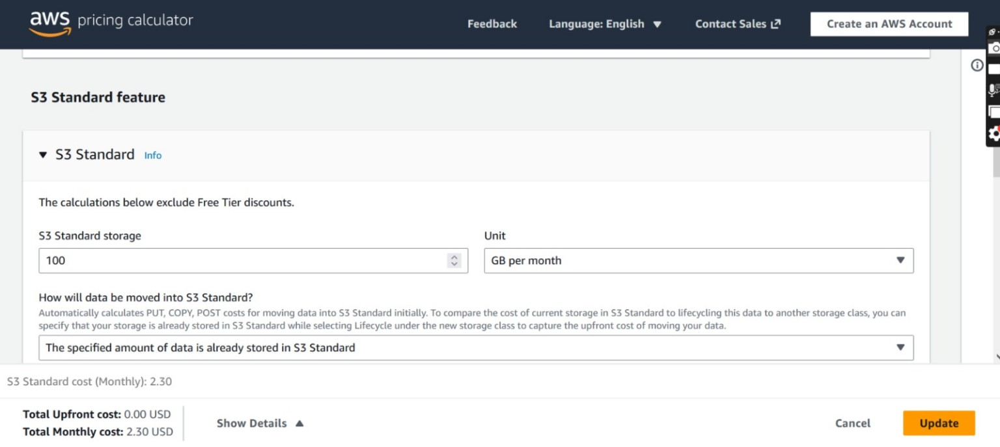 aws pricing calculator
Feedback
Language: English
Contact Sales
Create an AWS Account
S3 Standard feature
S3 Standard Info
The calculations below exclude Free Tier discounts.
S3 Standard storage
Unit
100
GB per month
How will data be moved into S3 Standard?
Automatically calculates PUT, COPY, POST costs for moving data into S3 Standard initially. To compare the cost of current storage in S3 Standard to lifecycling this data to another storage class, you can
specify that your storage is already stored in S3 Standard while selecting Lifecycle under the new storage class to capture the upfront cost of moving your data.
The specified amount of data is already stored in S3 Standard
S3 Standard cost (Monthly): 2.30
Total Upfront cost: 0.00 USD
Total Monthly cost: 2.30 USD
Show Details
Cancel
Update